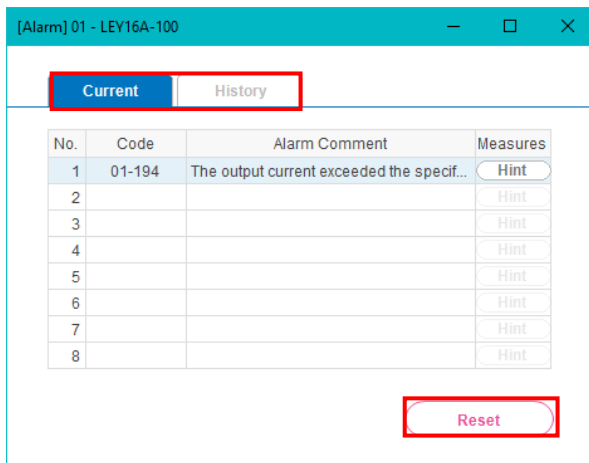 [Alarm] 01 - LEY16A-100
Current History
No. Code Alarm Comment Measures
1 01-194 The output current exceeded the specif... Hint
2 Hint
3 Hint
4 Hint
5 Hint
6 Hint
7 Hint
8 Hint
Reset